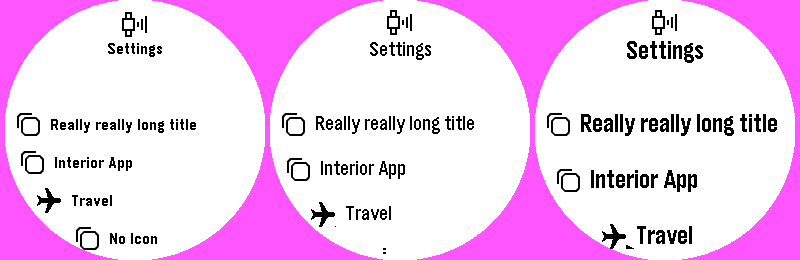 Settings
Really really long title
Interior App
Travel
No Icon
Settings
Really really long title
Interior App
Travel
Settings
Really really long title
Interior App
Travel